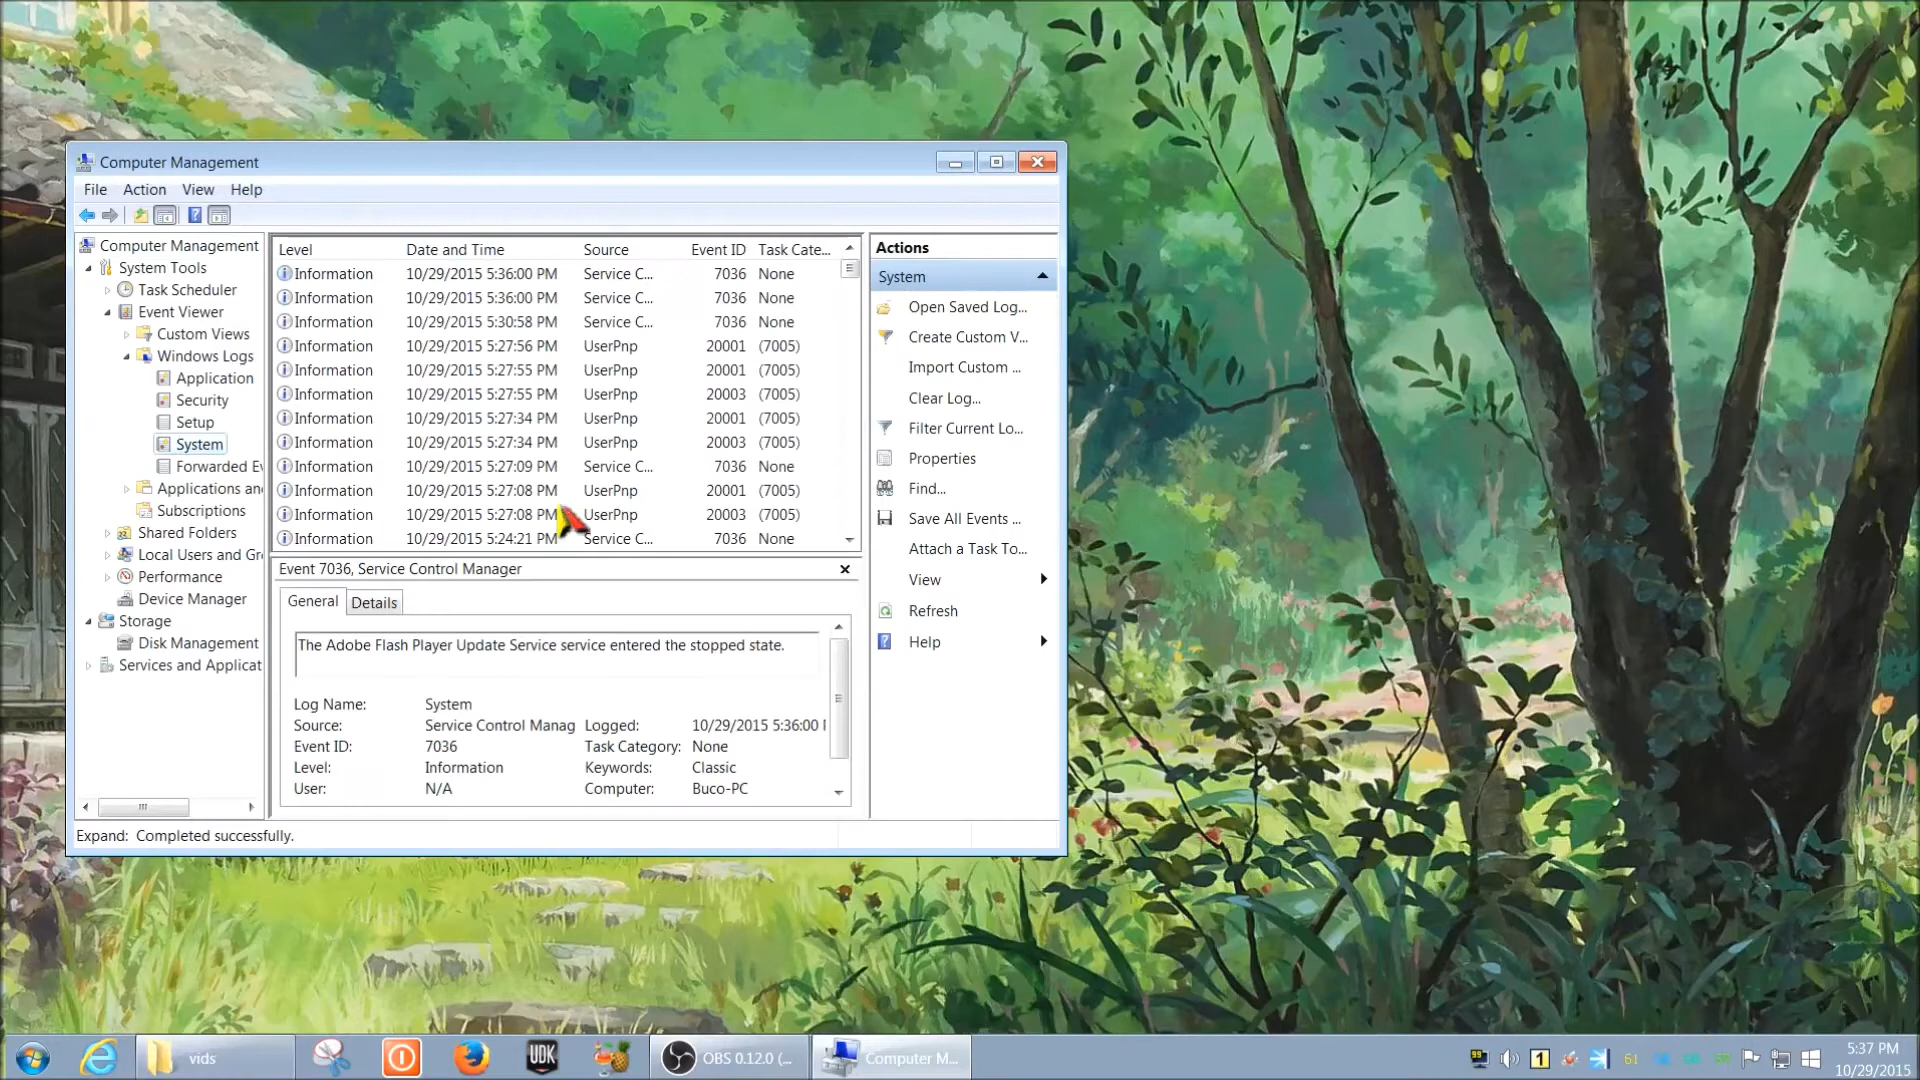 Computer Management
File Action View Help
Computer Management
System Tools
Task Scheduler
Event Viewer
Custom Views
Windows Logs
Application
Security
Setup
System
Forwarded Ev
Applications an
Subscriptions
Shared Folders
Local Users and Gr
Performance
Device Manager
Storage
Disk Management
Services and Applicat
Level Date and Time Source Event ID Task Cate...
Information 10/29/2015 5:36:00 PM Service C... 7036 None
Information 10/29/2015 5:36:00 PM Service C... 7036 None
Information 10/29/2015 5:30:58 PM Service C... 7036 None
Information 10/29/2015 5:27:56 PM UserPnp 20001 (7005)
Information 10/29/2015 5:27:55 PM UserPnp 20001 (7005)
Information 10/29/2015 5:27:55 PM UserPnp 20003 (7005)
Information 10/29/2015 5:27:34 PM UserPnp 20001 (7005)
Information 10/29/2015 5:27:34 PM UserPnp 20003 (7005)
Information 10/29/2015 5:27:09 PM Service C... 7036 None
Information 10/29/2015 5:27:08 PM UserPnp 20001 (7005)
Information 10/29/2015 5:27:08 PM UserPnp 20003 (7005)
Information 10/29/2015 5:24:21 PM Service C... 7036 None
Event 7036, Service Control Manager
General Details
The Adobe Flash Player Update Service service entered the stopped state.
Log Name: System
Source: Service Control Manag Logged: 10/29/2015 5:36:00
Event ID: 7036 Task Category: None
Level: Information Keywords: Classic
User: N/A Computer: Buco-PC
Actions
System
Open Saved Log...
Create Custom V...
Import Custom ...
Clear Log...
Filter Current Lo...
Properties
Find...
Save All Events ...
Attach a Task To...
View
Refresh
Help
Expand: Completed successfully.
vids
UDK
OBS 0.12.0 (...
Computer M...
99
1
61
5:37 PM
10/29/2015